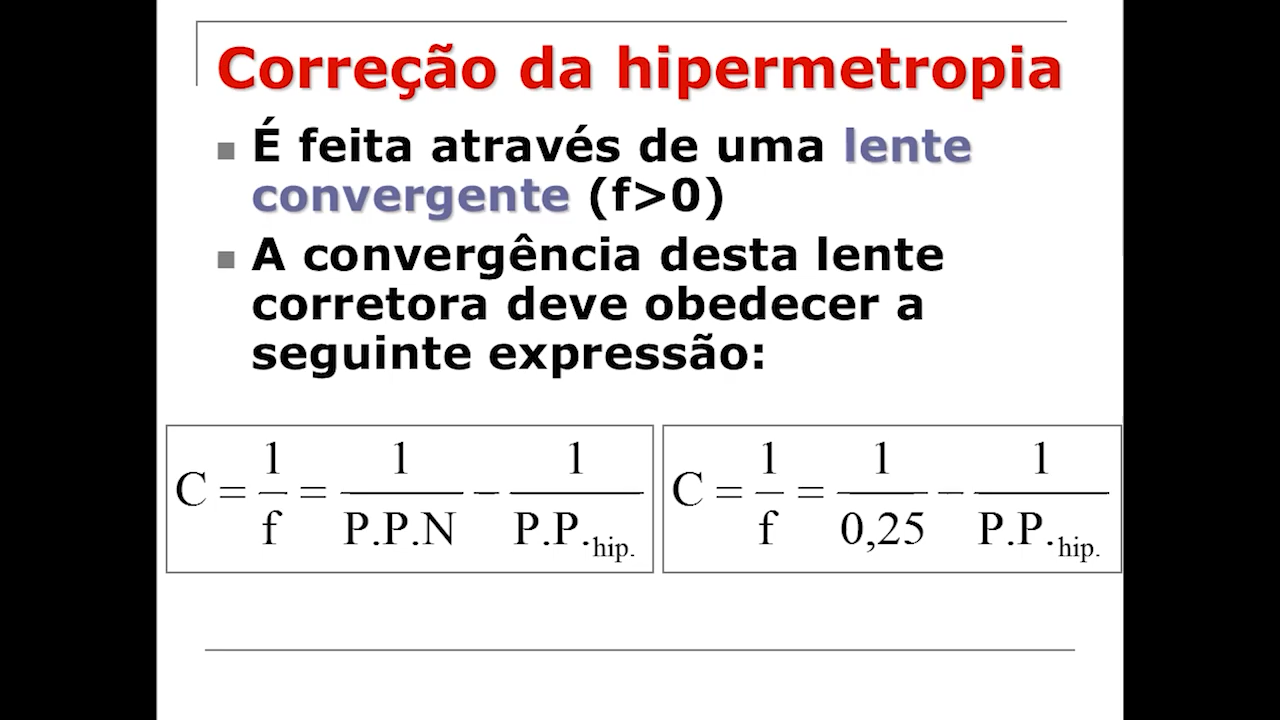 Correção da hipermetropia
■ É feita através de uma lente
convergente (f>0)
■ A convergência desta lente
corretora deve obedecer a
seguinte expressão:
C = 1/f = 1/P.P.N − 1/P.P.hip.
C = 1/f = 1/0,25 − 1/P.P.hip.